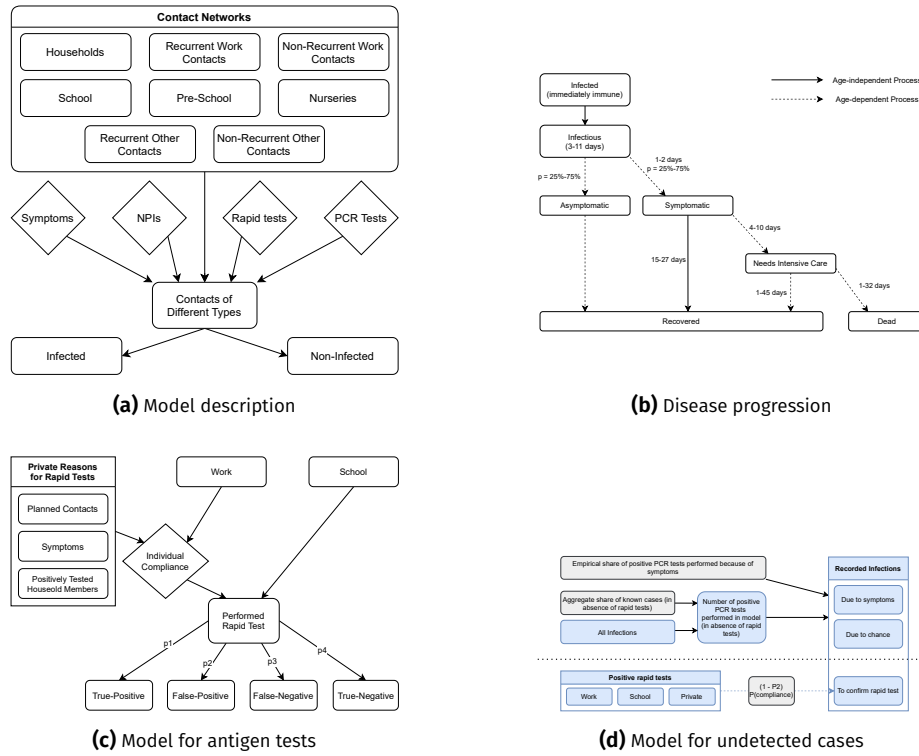 Contact Networks
Households
Recurrent Work
Contacts
Non-Recurrent Work
Contacts
School
Pre-School
Nurseries
Recurrent Other
Contacts
Non-Recurrent Other
Contacts
Symptoms
NPIs
Rapid tests
PCR Tests
Contacts of
Different Types
Infected
Non-Infected
(a) Model description
Infected
(immediately immune)
Age-independent Process
Age-dependent Process
Infectious
(3-11 days)
p = 25%-75%
1-2 days
p = 25%-75%
Asymptomatic
Symptomatic
4-10 days
15-27 days
Needs Intensive Care
1-45 days
1-32 days
Recovered
Dead
(b) Disease progression
Private Reasons
for Rapid Tests
Planned Contacts
Symptoms
Positively Tested
Houseold Members
Work
School
Individual
Compliance
Performed
Rapid Test
p1
p2
p3
p4
True-Positive
False-Positive
False-Negative
True-Negative
(c) Model for antigen tests
Empirical share of positive PCR tests performed because of
symptoms
Aggregate share of known cases (in
absence of rapid tests)
All Infections
Number of positive
PCR tests
performed in model
(in absence of rapid
tests)
Recorded Infections
Due to symptoms
Due to chance
To confirm rapid test
Positive rapid tests
Work
School
Private
(1 - P2)
P(compliance)
(d) Model for undetected cases